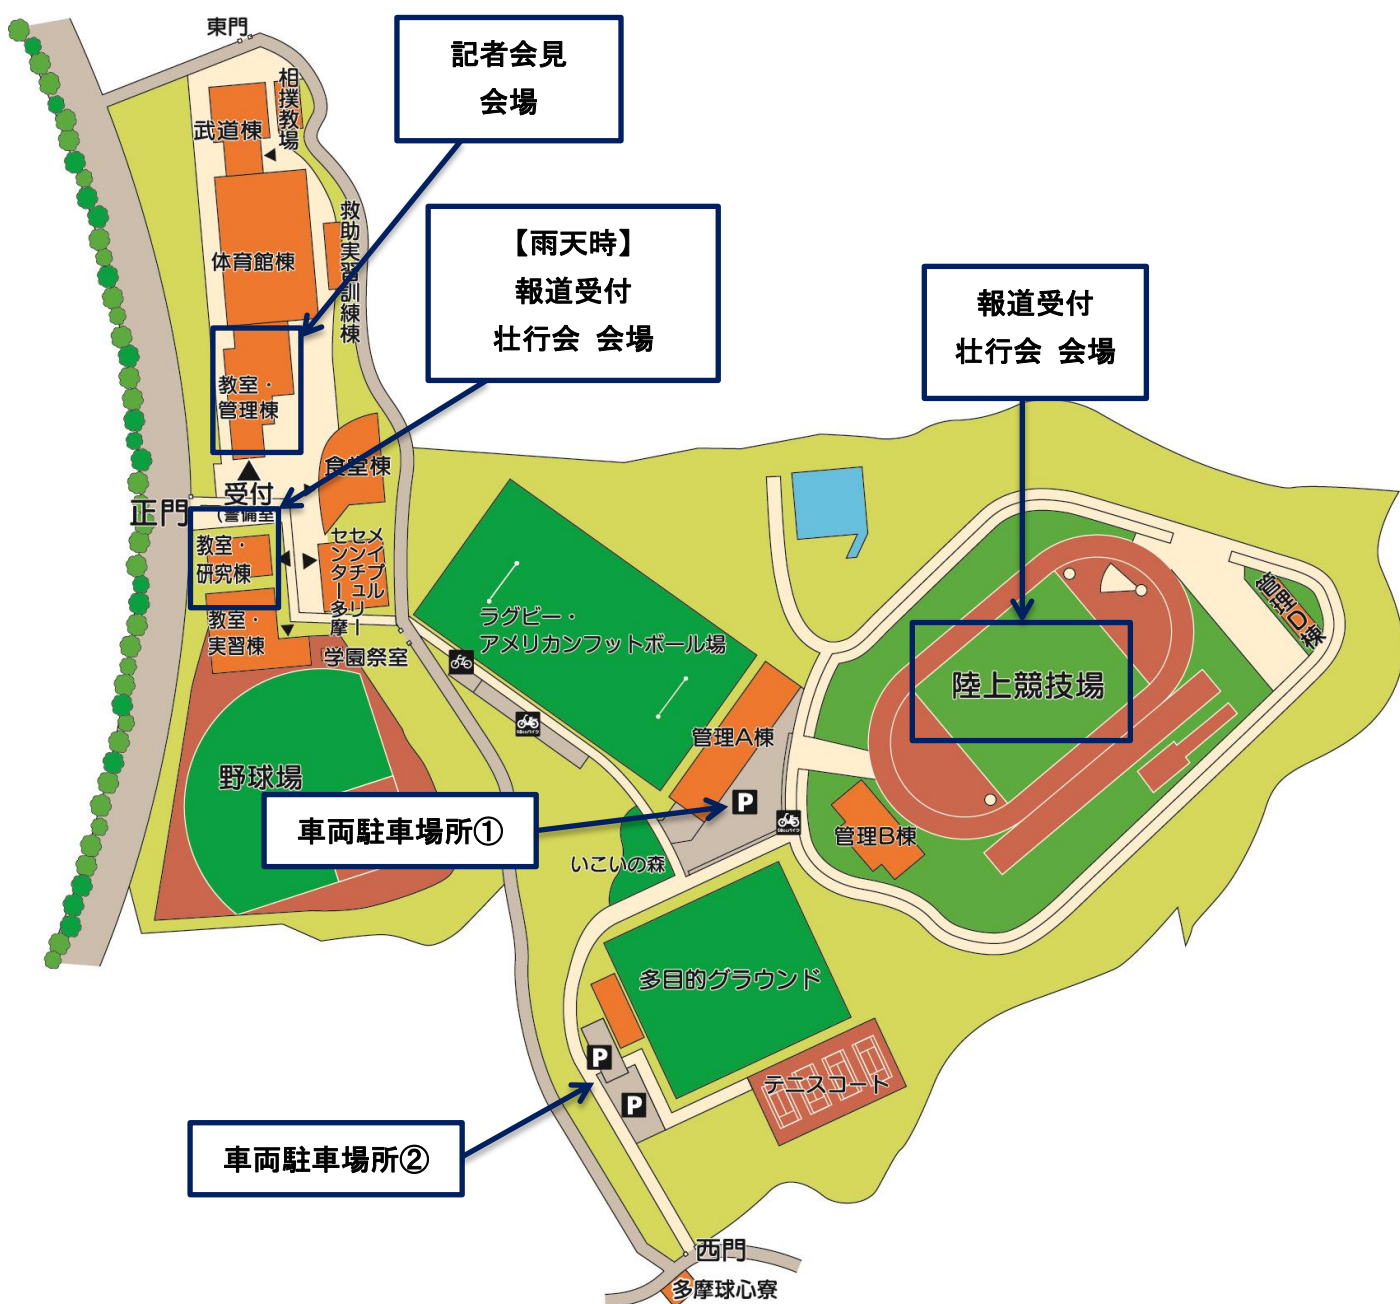 東門
記者会見
会場
相撲教場
武道棟
救助実習訓練棟
体育館棟
【雨天時】
報道受付
壮行会 会場
報道受付
壮行会 会場
教室・
管理棟
食堂棟
受付
(警備室
正門
教室・
研究棟
メイプル
センチュリー
センター多摩
教室・
実習棟
学園祭室
ラグビー・
アメリカンフットボール場
管理D棟
陸上競技場
管理A棟
野球場
P
車両駐車場所①
管理B棟
いこいの森
多目的グラウンド
P
テニスコート
P
車両駐車場所②
西門
多摩球心寮